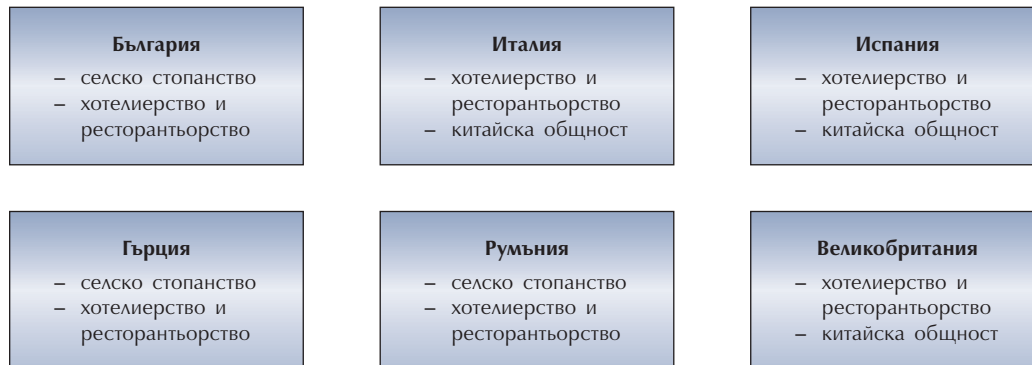 България
– селско стопанство
– хотелиерство и
ресторантьорство
Италия
– хотелиерство и
ресторантьорство
– китайска общност
Испания
– хотелиерство и
ресторантьорство
– китайска общност
Гърция
– селско стопанство
– хотелиерство и
ресторантьорство
Румъния
– селско стопанство
– хотелиерство и
ресторантьорство
Великобритания
– хотелиерство и
ресторантьорство
– китайска общност